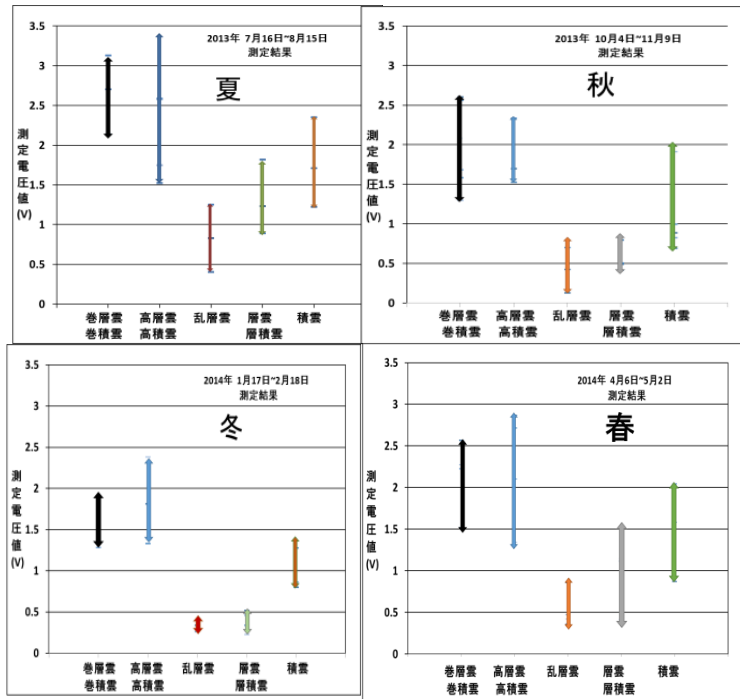 2013年 7月16日~8月15日
測定結果
夏
測定電圧値(V)
3.5
3
2.5
2
1.5
1
0.5
0
巻層雲 高層雲 乱層雲 層雲 積雲
巻積雲 高積雲 層積雲
2013年 10月4日~11月9日
測定結果
秋
測定電圧値(V)
3.5
3
2.5
2
1.5
1
0.5
0
巻層雲 高層雲 乱層雲 層雲 積雲
巻積雲 高積雲 層積雲
2014年 1月17日~2月18日
測定結果
冬
測定電圧値(V)
3.5
3
2.5
2
1.5
1
0.5
0
巻層雲 高層雲 乱層雲 層雲 積雲
巻積雲 高積雲 層積雲
2014年 4月6日~5月2日
測定結果
春
測定電圧値(V)
3.5
3
2.5
2
1.5
1
0.5
0
巻層雲 高層雲 乱層雲 層雲 積雲
巻積雲 高積雲 層積雲